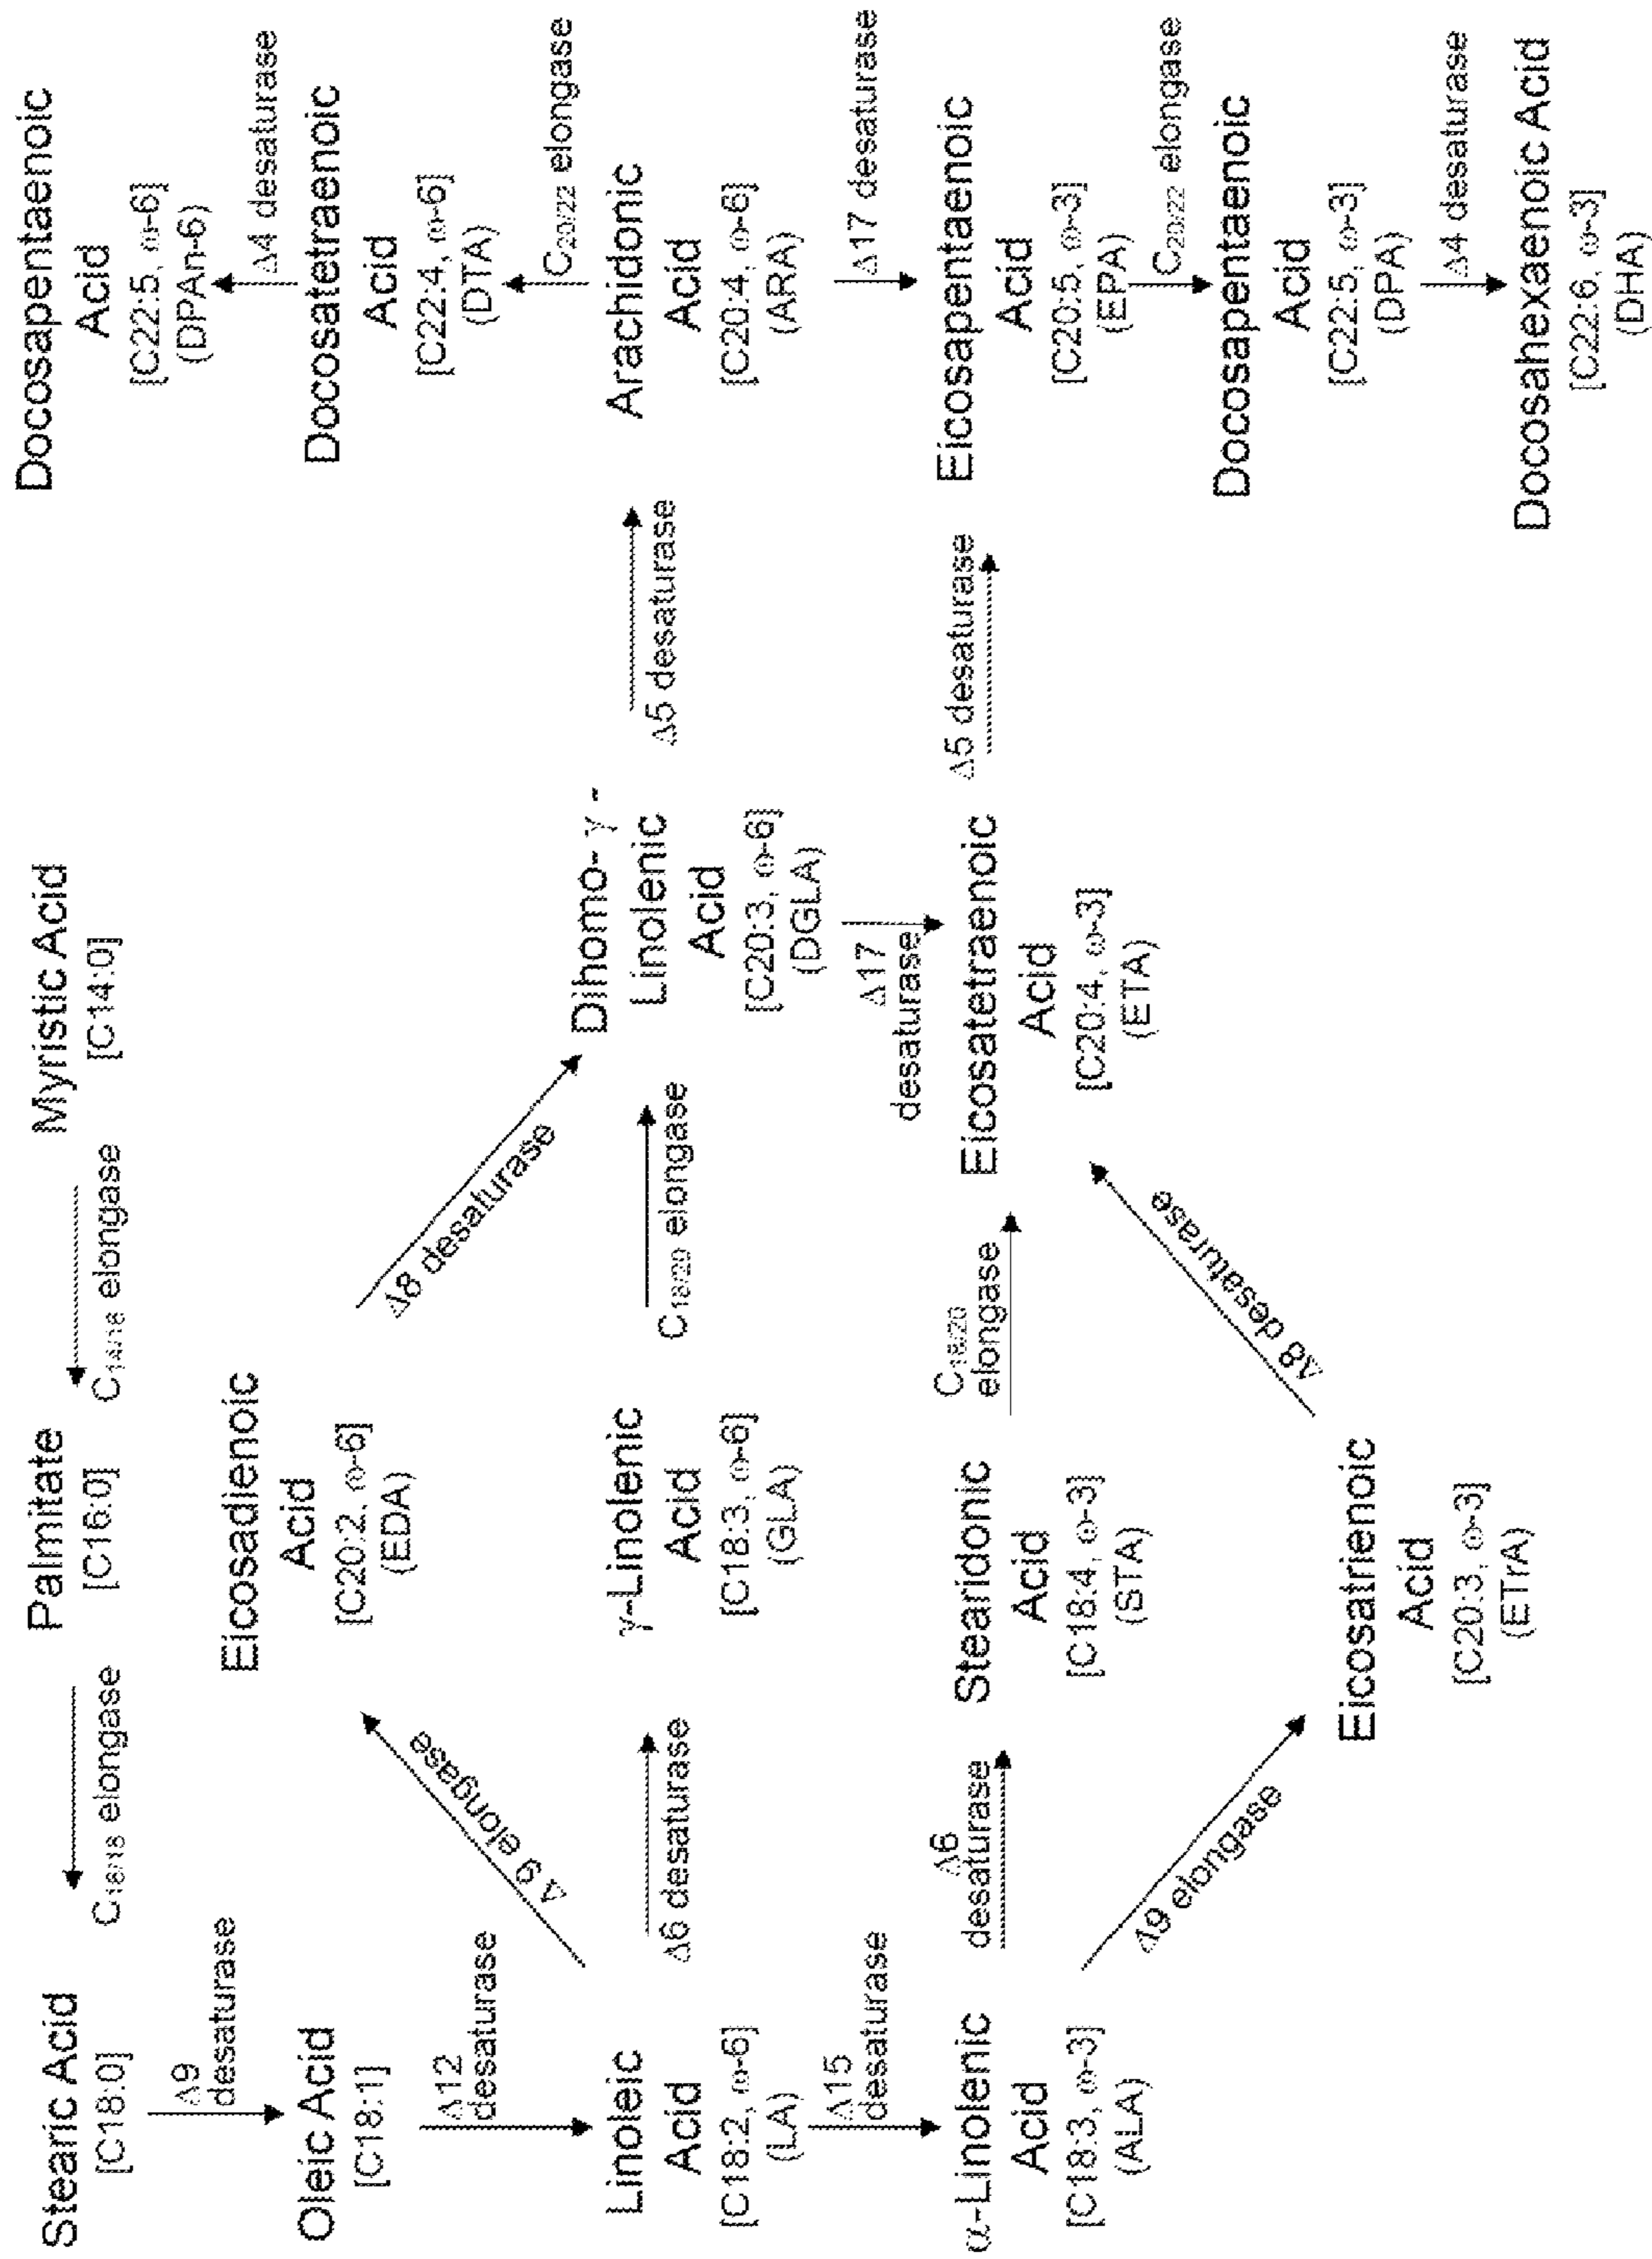 Myristic Acid
[C14:0]
C14/16 elongase
Palmitate
[C16:0]
C16/18 elongase
Stearic Acid
[C18:0]
Δ9
desaturase
Oleic Acid
[C18:1]
Δ12
desaturase
Linoleic
Acid
[C18:2, ω-6]
(LA)
Δ15
desaturase
α-Linolenic
Acid
[C18:3, ω-3]
(ALA)
Δ 9 elongase
Eicosadienoic
Acid
[C20:2, ω-6]
(EDA)
Δ8 desaturase
Δ6 desaturase
γ-Linolenic
Acid
[C18:3, ω-6]
(GLA)
C18/20 elongase
Dihomo- γ -
Linolenic
Acid
[C20:3, ω-6]
(DGLA)
Δ17
desaturase
Δ6
desaturase
Stearidonic
Acid
[C18:4, ω-3]
(STA)
C18/20
elongase
Eicosatetraenoic
Acid
[C20:4, ω-3]
(ETA)
Δ9 elongase
Eicosatrienoic
Acid
[C20:3, ω-3]
(ETrA)
Δ8 desaturase
Δ5 desaturase
Δ5 desaturase
Docosapentaenoic
Acid
[C22:5, ω-6]
(DPAn-6)
Δ4 desaturase
Docosatetraenoic
Acid
[C22:4, ω-6]
(DTA)
C20/22 elongase
Arachidonic
Acid
[C20:4, ω-6]
(ARA)
Δ17 desaturase
Eicosapentaenoic
Acid
[C20:5, ω-3]
(EPA)
C20/22 elongase
Docosapentaenoic
Acid
[C22:5, ω-3]
(DPA)
Δ4 desaturase
Docosahexaenoic Acid
[C22:6, ω-3]
(DHA)